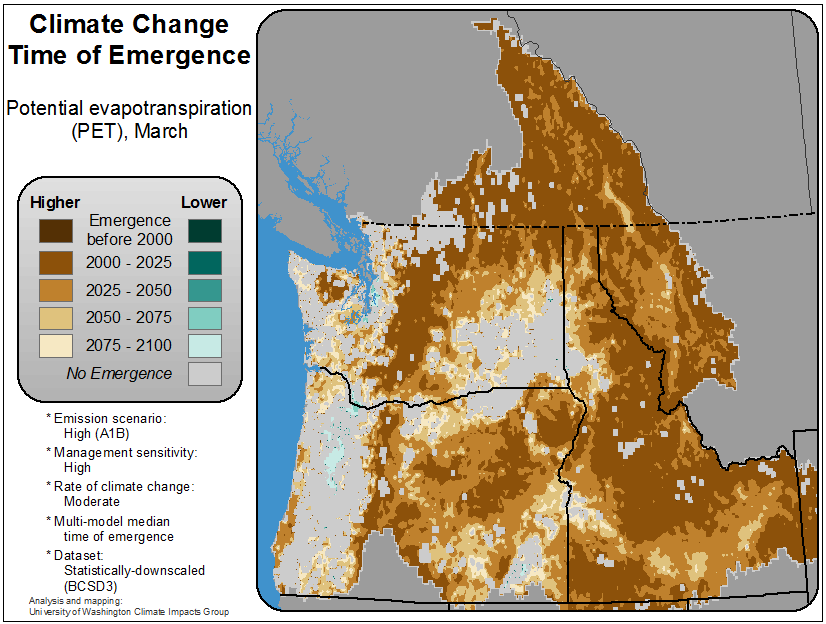 Climate Change
Time of Emergence
Potential evapotranspiration
(PET), March
Higher Lower
Emergence
before 2000
2000 - 2025
2025 - 2050
2050 - 2075
2075 - 2100
No Emergence
* Emission scenario:
High (A1B)
* Management sensitivity:
High
* Rate of climate change:
Moderate
* Multi-model median
time of emergence
* Dataset:
Statistically-downscaled
(BCSD3)
Analysis and mapping:
University of Washington Climate Impacts Group